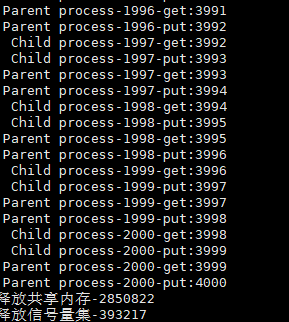 Parent process-1996-get:3991
Parent process-1996-put:3992
Child process-1997-get:3992
Child process-1997-put:3993
Parent process-1997-get:3993
Parent process-1997-put:3994
Child process-1998-get:3994
Child process-1998-put:3995
Parent process-1998-get:3995
Parent process-1998-put:3996
Child process-1999-get:3996
Child process-1999-put:3997
Parent process-1999-get:3997
Parent process-1999-put:3998
Child process-2000-get:3998
Child process-2000-put:3999
Parent process-2000-get:3999
Parent process-2000-put:4000
释放共享内存-2850822
释放信号量集-393217